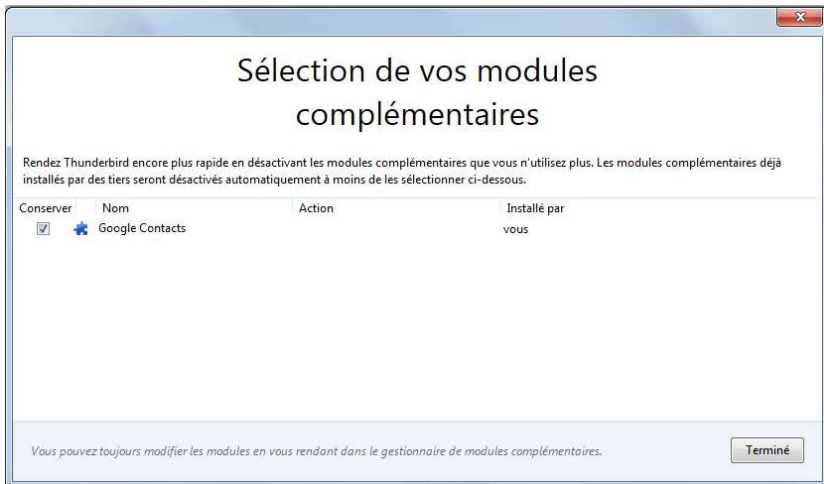 Sélection de vos modules
complémentaires
Rendez Thunderbird encore plus rapide en désactivant les modules complémentaires que vous n'utilisez plus. Les modules complémentaires déjà
installés par des tiers seront désactivés automatiquement à moins de les sélectionner ci-dessous.
Conserver Nom Action Installé par
Google Contacts vous
Vous pouvez toujours modifier les modules en vous rendant dans le gestionnaire de modules complémentaires. Terminé